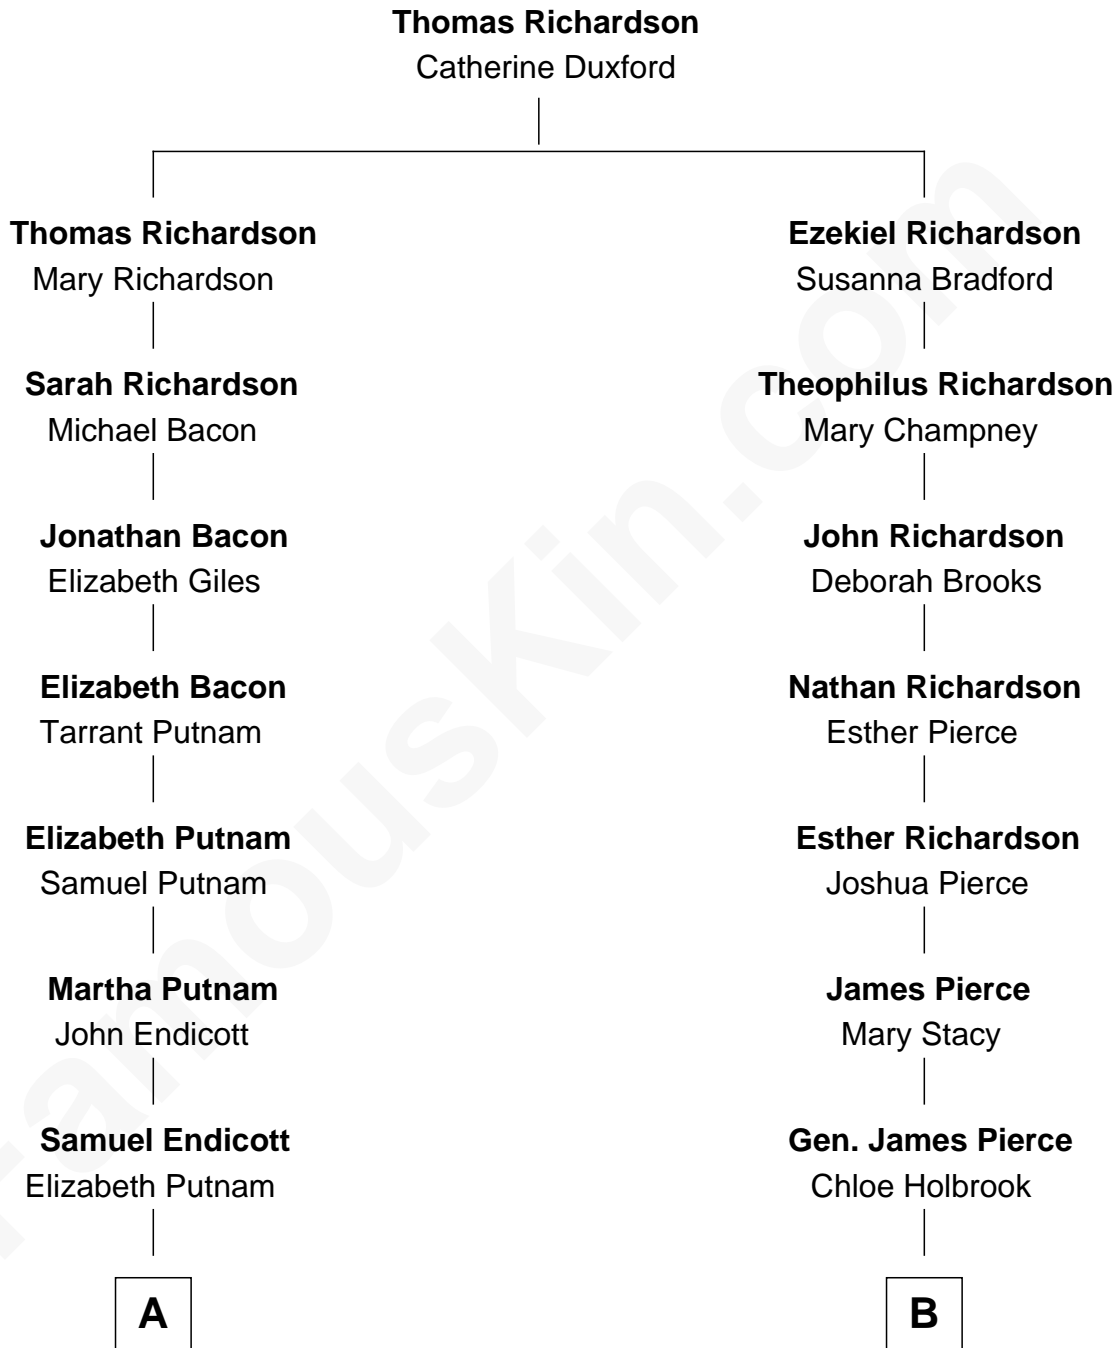 Thomas Richardson
Catherine Duxford
Thomas Richardson
Mary Richardson
Sarah Richardson
Michael Bacon
Jonathan Bacon
Elizabeth Giles
Elizabeth Bacon
Tarrant Putnam
Elizabeth Putnam
Samuel Putnam
Martha Putnam
John Endicott
Samuel Endicott
Elizabeth Putnam
A
Ezekiel Richardson
Susanna Bradford
Theophilus Richardson
Mary Champney
John Richardson
Deborah Brooks
Nathan Richardson
Esther Pierce
Esther Richardson
Joshua Pierce
James Pierce
Mary Stacy
Gen. James Pierce
Chloe Holbrook
B
FamousKin.com